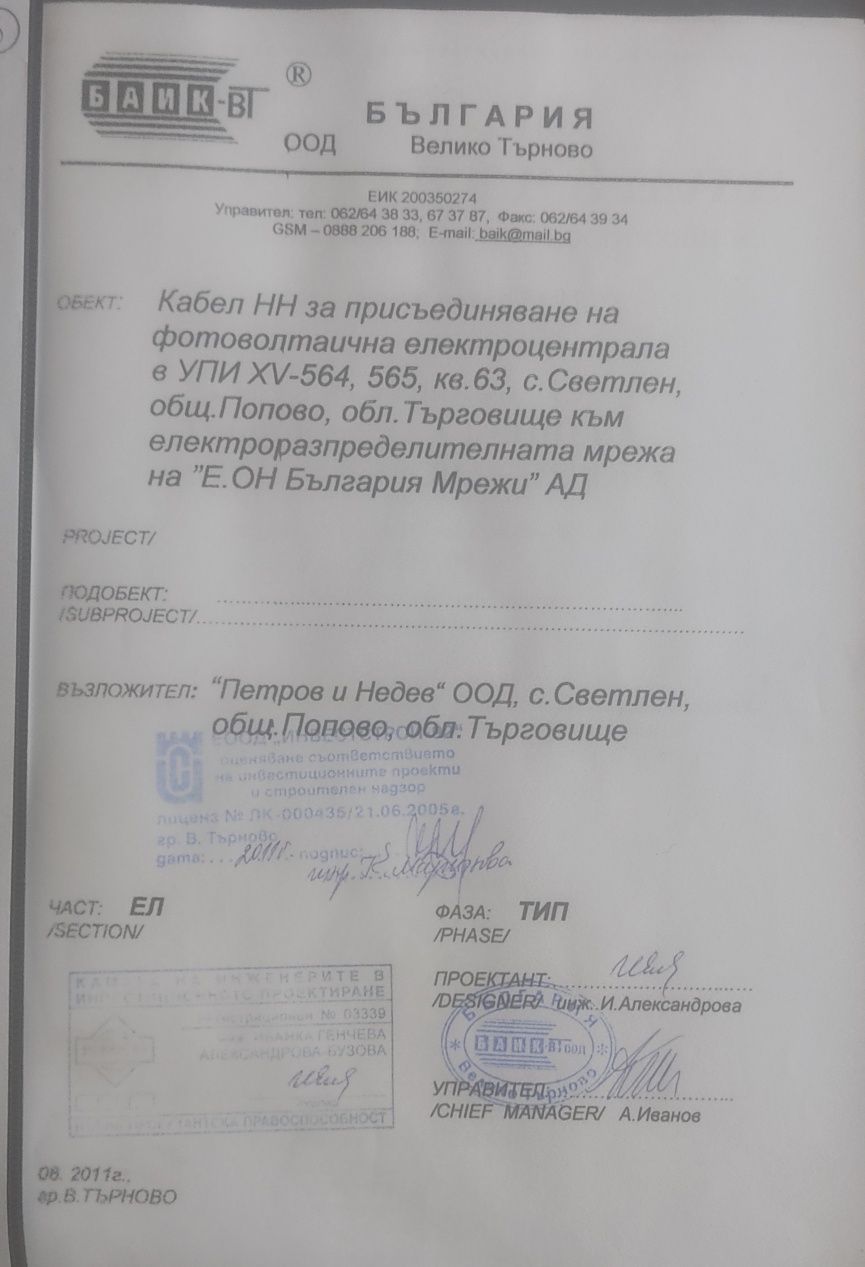 БАИК-ВТ ®
БЪЛГАРИЯ
ООД Велико Търново
ЕИК 200350274
Управител: тел: 062/64 38 33, 67 37 87, Факс: 062/64 39 34
GSM – 0888 206 188; E-mail: baik@mail.bg
ОБЕКТ: Кабел НН за присъединяване на
фотоволтаична електроцентрала
в УПИ XV-564, 565, кв.63, с.Светлен,
общ.Попово, обл.Търговище към
електроразпределителната мрежа
на "Е.ОН България Мрежи" АД
PROJECT/
ПОДОБЕКТ:
/SUBPROJECT/
ВЪЗЛОЖИТЕЛ: "Петров и Недев" ООД, с.Светлен,
общ.Попово, обл.Търговище
оценяване съответствието
на инвестиционните проекти
и строителен надзор
лиценз № ЛК-000435/21.06.2005г.
гр. В. Търново
дата: ... 2011г. подпис:
инж. К.
ЧАСТ: ЕЛ
/SECTION/
ФАЗА: ТИП
/PHASE/
КАМАРА НА ИНЖЕНЕРИТЕ В
ИНВЕСТИЦИОННОТО ПРОЕКТИРАНЕ
№ 03339
ИВАНКА ГЕНЧЕВА
АЛЕКСАНДРОВА-БУЗОВА
ПРАВОСПОСОБНОСТ
ПРОЕКТАНТ:
/DESIGNER/ инж. И.Александрова
БЪЛГАРИЯ
БАИК-ВТ ООД
Велико Търново
УПРАВИТЕЛ:
/CHIEF MANAGER/ А.Иванов
08. 2011г.,
гр.В.ТЪРНОВО